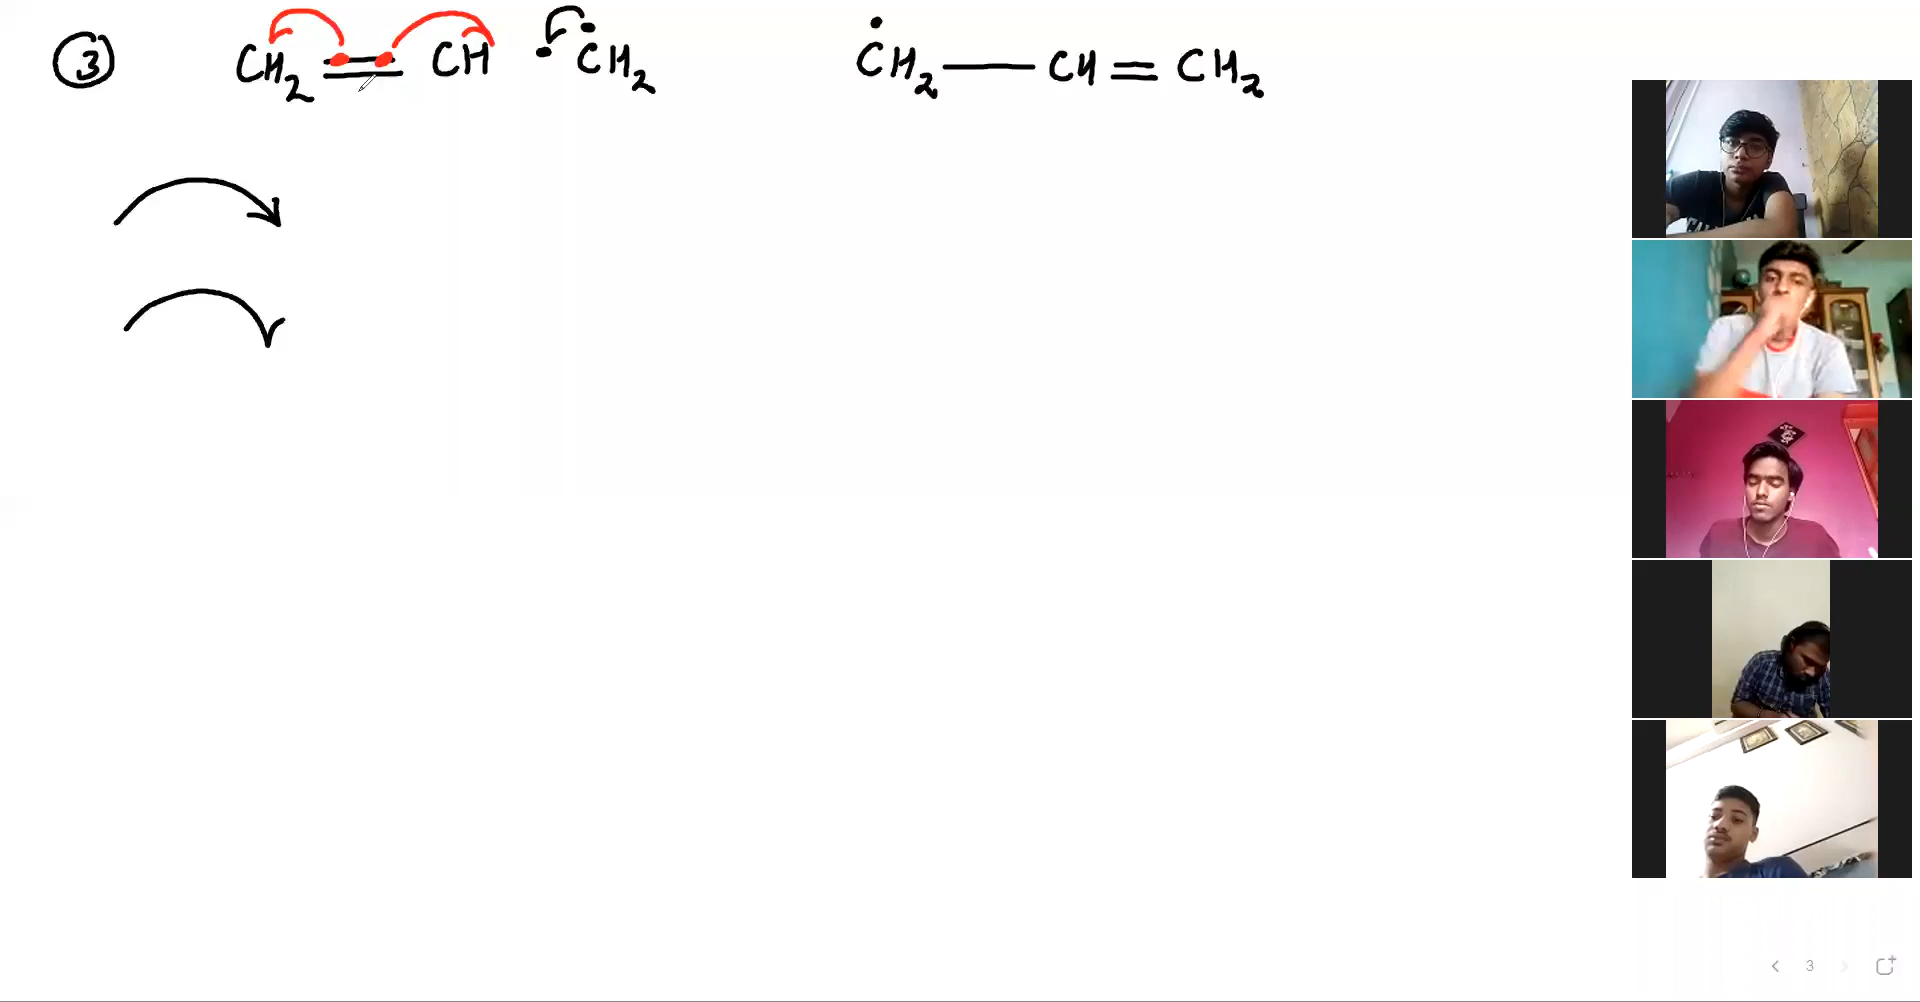 ③ CH₂ = CH • •CH₂ ĊH₂ — CH = CH₂
3